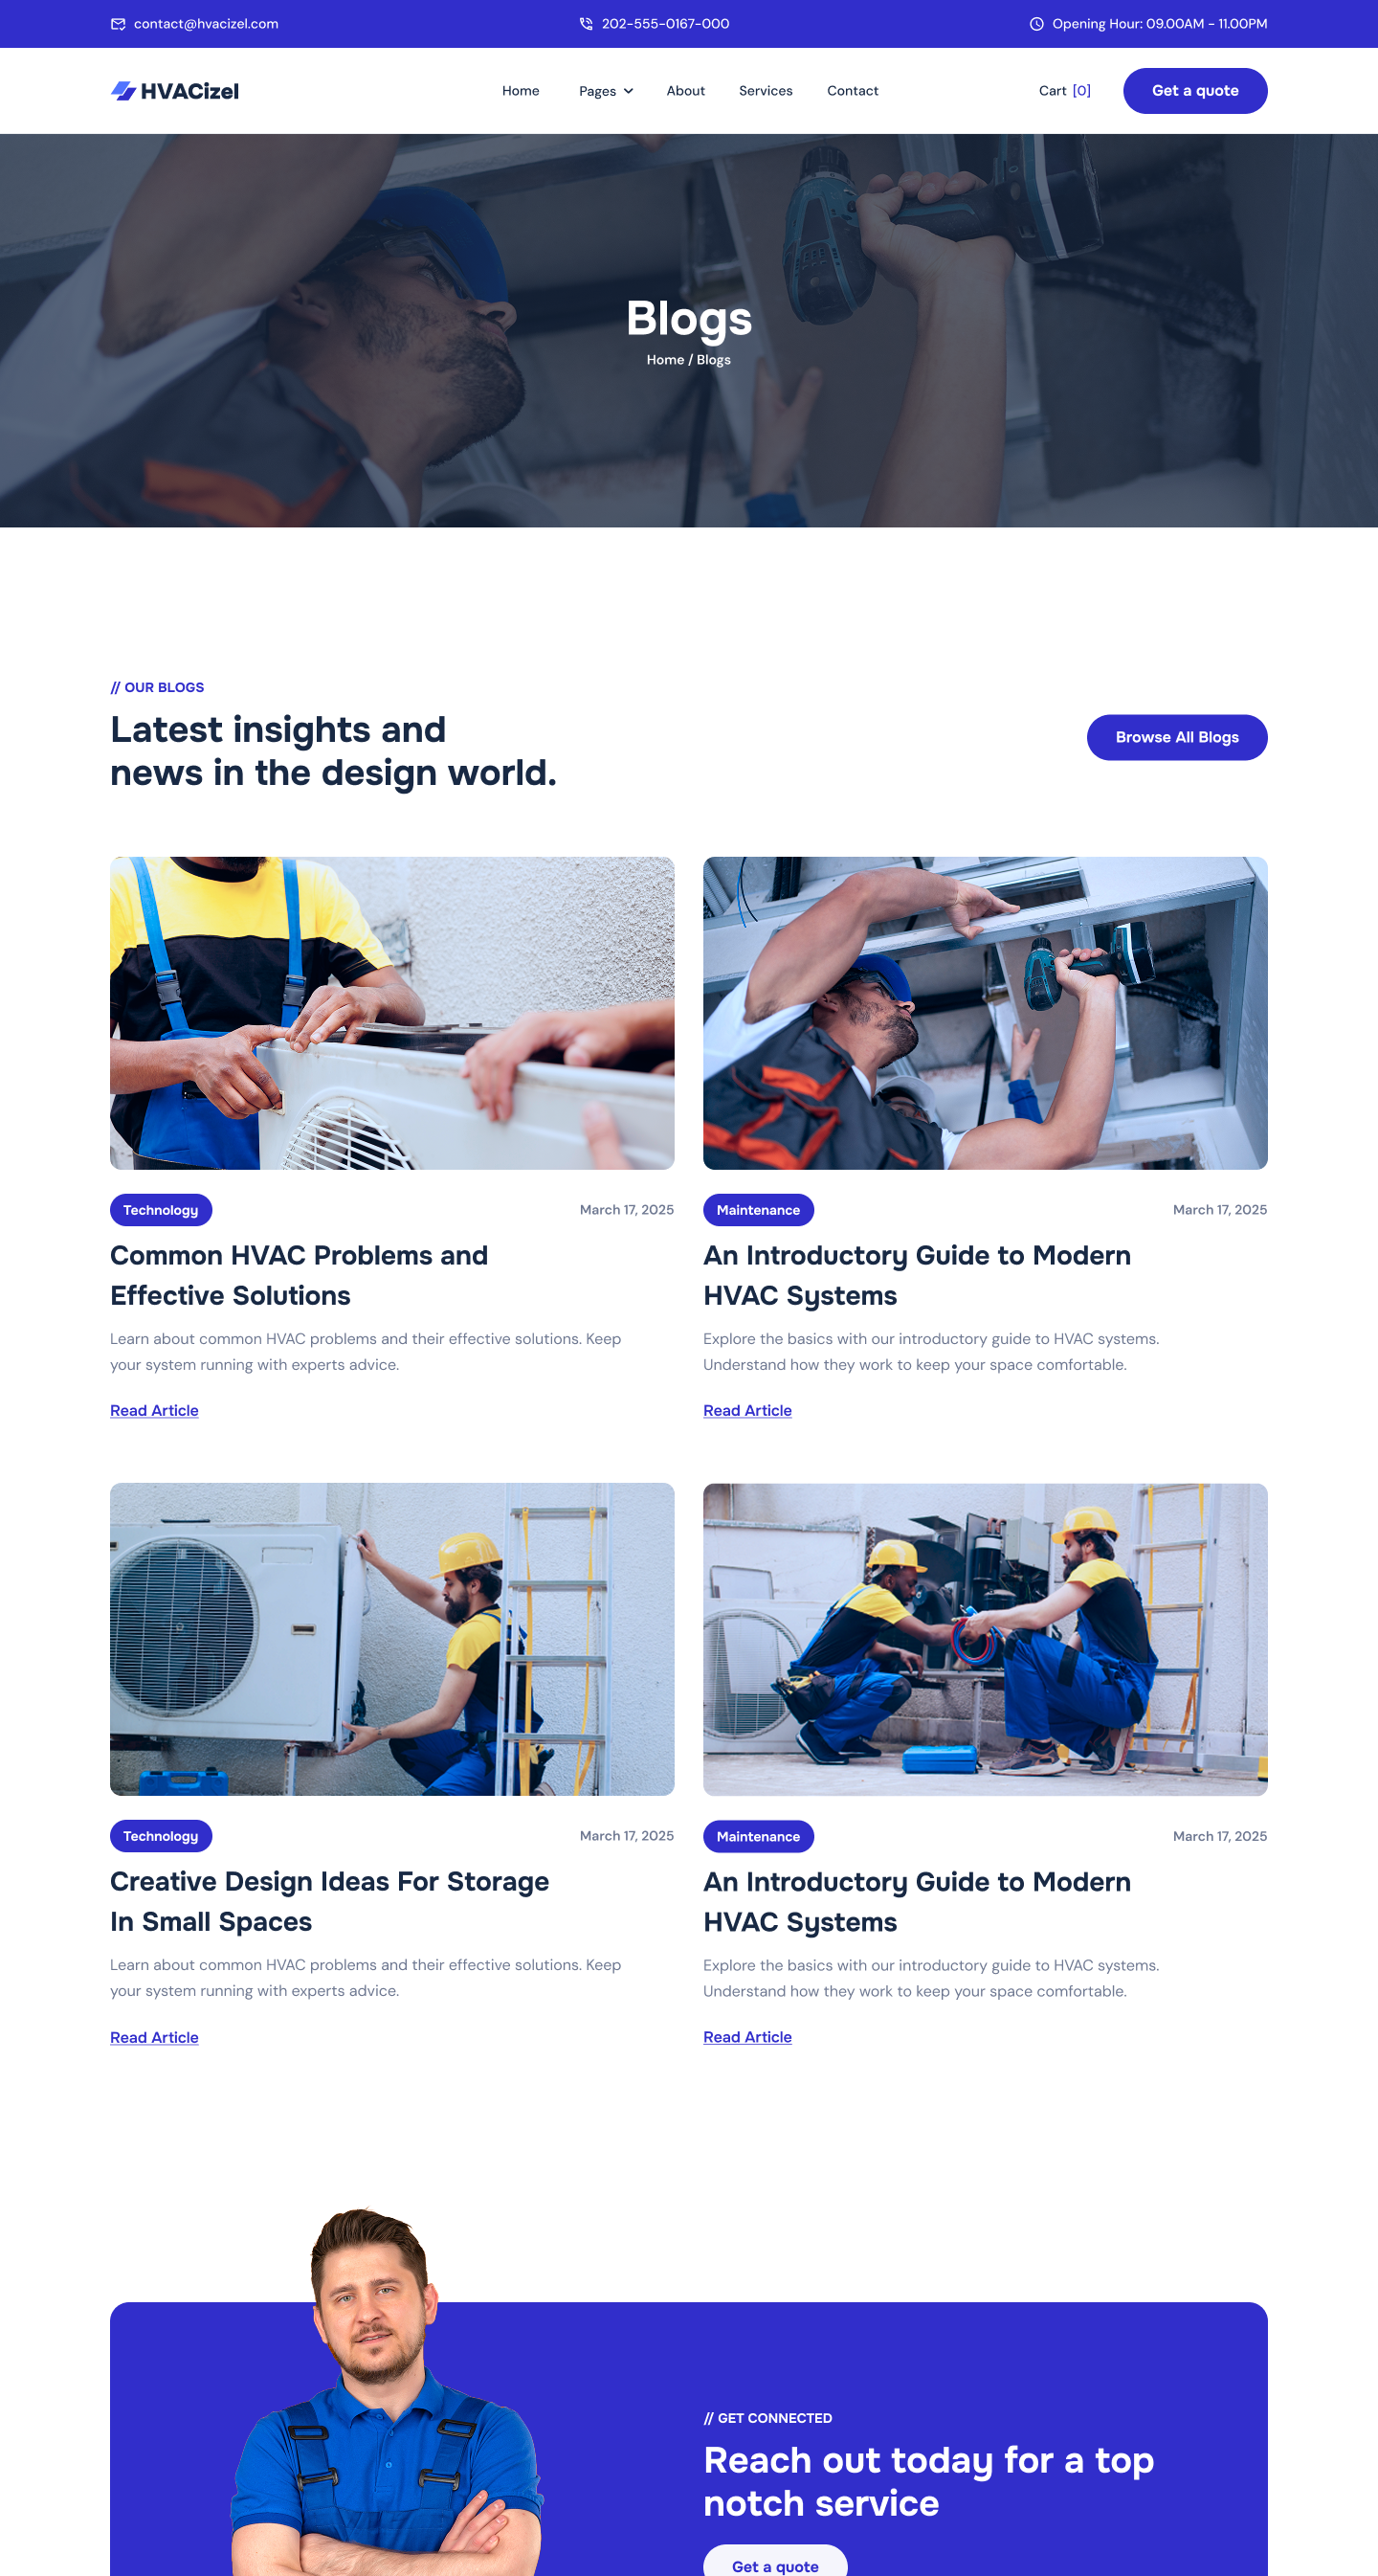 contact@hvacizel.com
202-555-0167-000
Opening Hour: 09.00AM - 11.00PM
HVACizel
Home
Pages
About
Services
Contact
Cart [0]
Get a quote
Blogs
Home / Blogs
// OUR BLOGS
Latest insights and
news in the design world.
Browse All Blogs
Technology
March 17, 2025
Common HVAC Problems and
Effective Solutions
Learn about common HVAC problems and their effective solutions. Keep
your system running with experts advice.
Read Article
Maintenance
March 17, 2025
An Introductory Guide to Modern
HVAC Systems
Explore the basics with our introductory guide to HVAC systems.
Understand how they work to keep your space comfortable.
Read Article
Technology
March 17, 2025
Creative Design Ideas For Storage
In Small Spaces
Learn about common HVAC problems and their effective solutions. Keep
your system running with experts advice.
Read Article
Maintenance
March 17, 2025
An Introductory Guide to Modern
HVAC Systems
Explore the basics with our introductory guide to HVAC systems.
Understand how they work to keep your space comfortable.
Read Article
// GET CONNECTED
Reach out today for a top
notch service
Get a quote